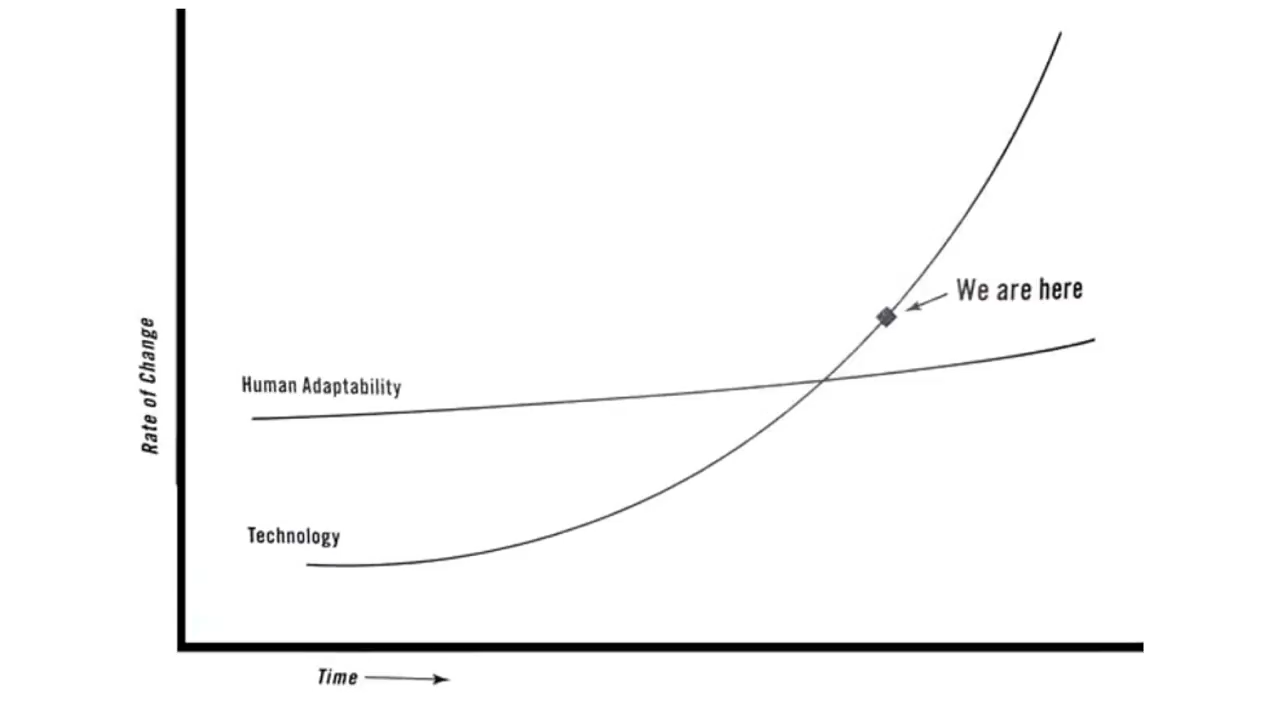 We are here
Rate of Change
Human Adaptability
Technology
Time